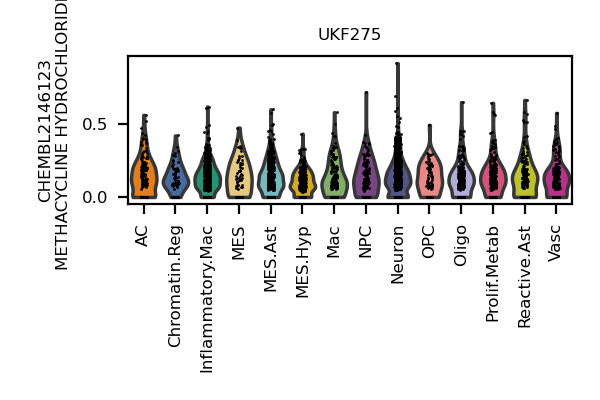 UKF275
CHEMBL2146123
METHACYCLINE HYDROCHLORIDE
0.5
0.0
AC
Chromatin.Reg
Inflammatory.Mac
MES
MES.Ast
MES.Hyp
Mac
NPC
Neuron
OPC
Oligo
Prolif.Metab
Reactive.Ast
Vasc